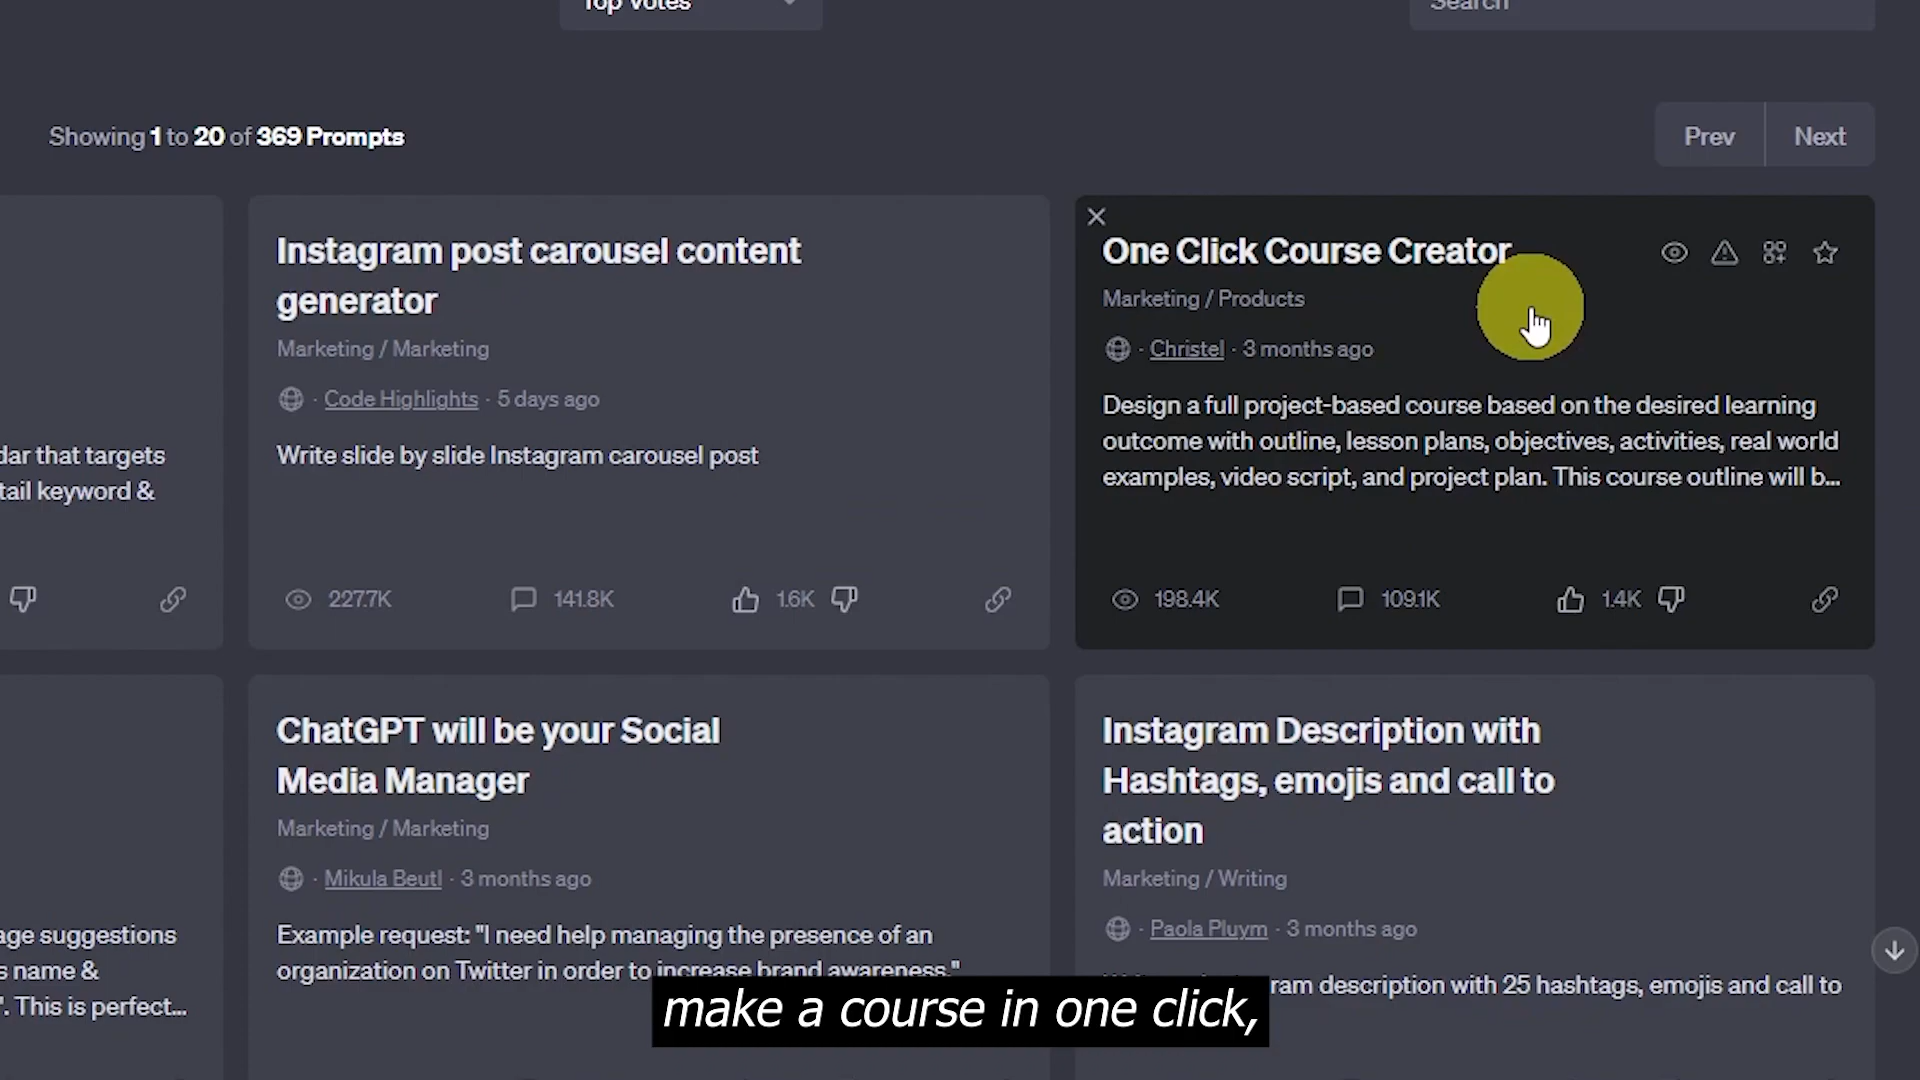 Top Votes
Search
Showing 1 to 20 of 369 Prompts
Prev
Next
dar that targets
tail keyword &
Instagram post carousel content
generator
Marketing / Marketing
· Code Highlights · 5 days ago
Write slide by slide Instagram carousel post
227.7K
141.8K
1.6K
One Click Course Creator
Marketing / Products
· Christel · 3 months ago
Design a full project-based course based on the desired learning
outcome with outline, lesson plans, objectives, activities, real world
examples, video script, and project plan. This course outline will b...
198.4K
109.1K
1.4K
age suggestions
s name &
". This is perfect...
ChatGPT will be your Social
Media Manager
Marketing / Marketing
· Mikula Beutl · 3 months ago
Example request: "I need help managing the presence of an
organization on Twitter in order to increase brand awareness."
Instagram Description with
Hashtags, emojis and call to
action
Marketing / Writing
· Paola Pluym · 3 months ago
ram description with 25 hashtags, emojis and call to
make a course in one click,